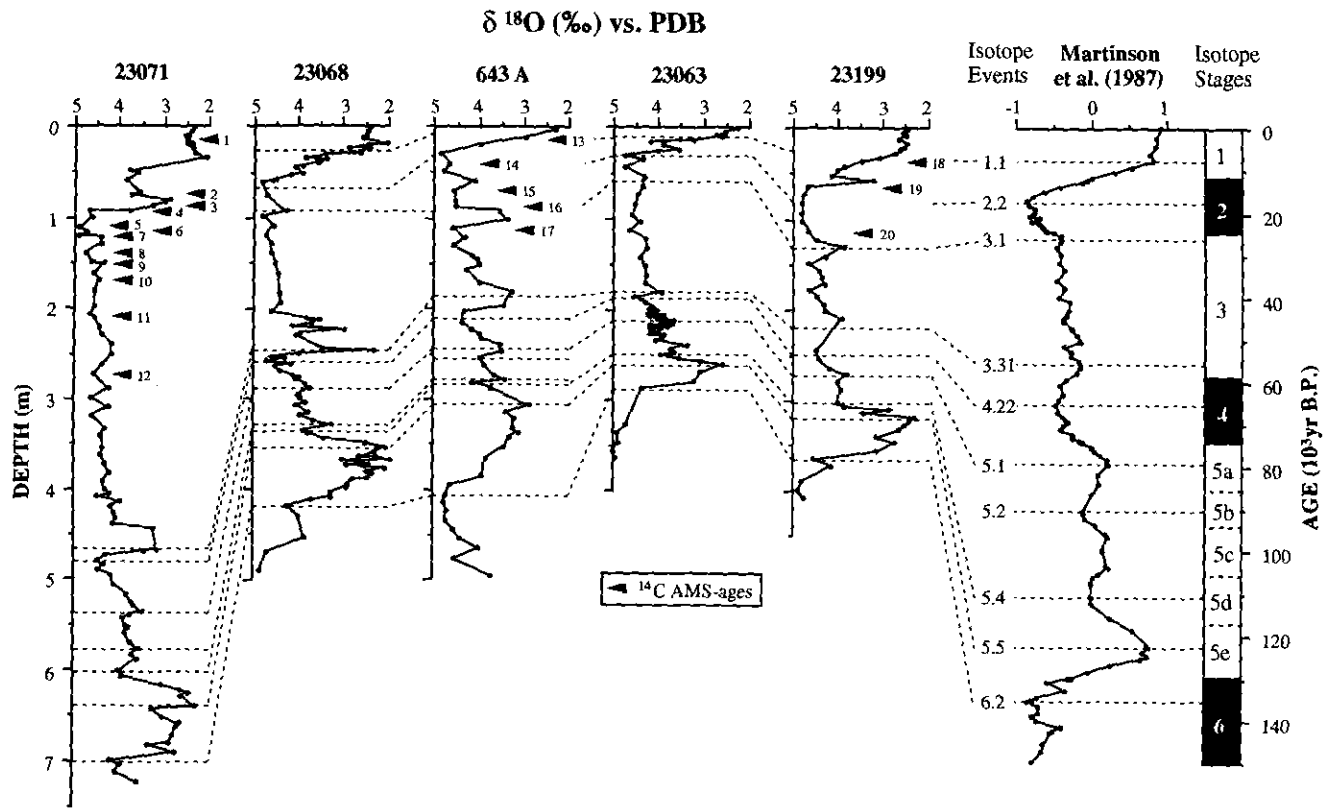 δ ¹⁸O (‰) vs. PDB
23071
23068
643 A
23063
23199
Isotope Events
Martinson et al. (1987)
Isotope Stages
5 4 3 2
5 4 3 2
5 4 3 2
5 4 3 2
5 4 3 2
-1 0 1
DEPTH (m)
0
1
2
3
4
5
6
7
1
2
3
4
5
6
7
8
9
10
11
12
13
14
15
16
17
18
19
20
¹⁴C AMS-ages
1.1
2.2
3.1
3.31
4.22
5.1
5.2
5.4
5.5
6.2
1
2
3
4
5a
5b
5c
5d
5e
6
0
20
40
60
80
100
120
140
AGE (10³yr B.P.)